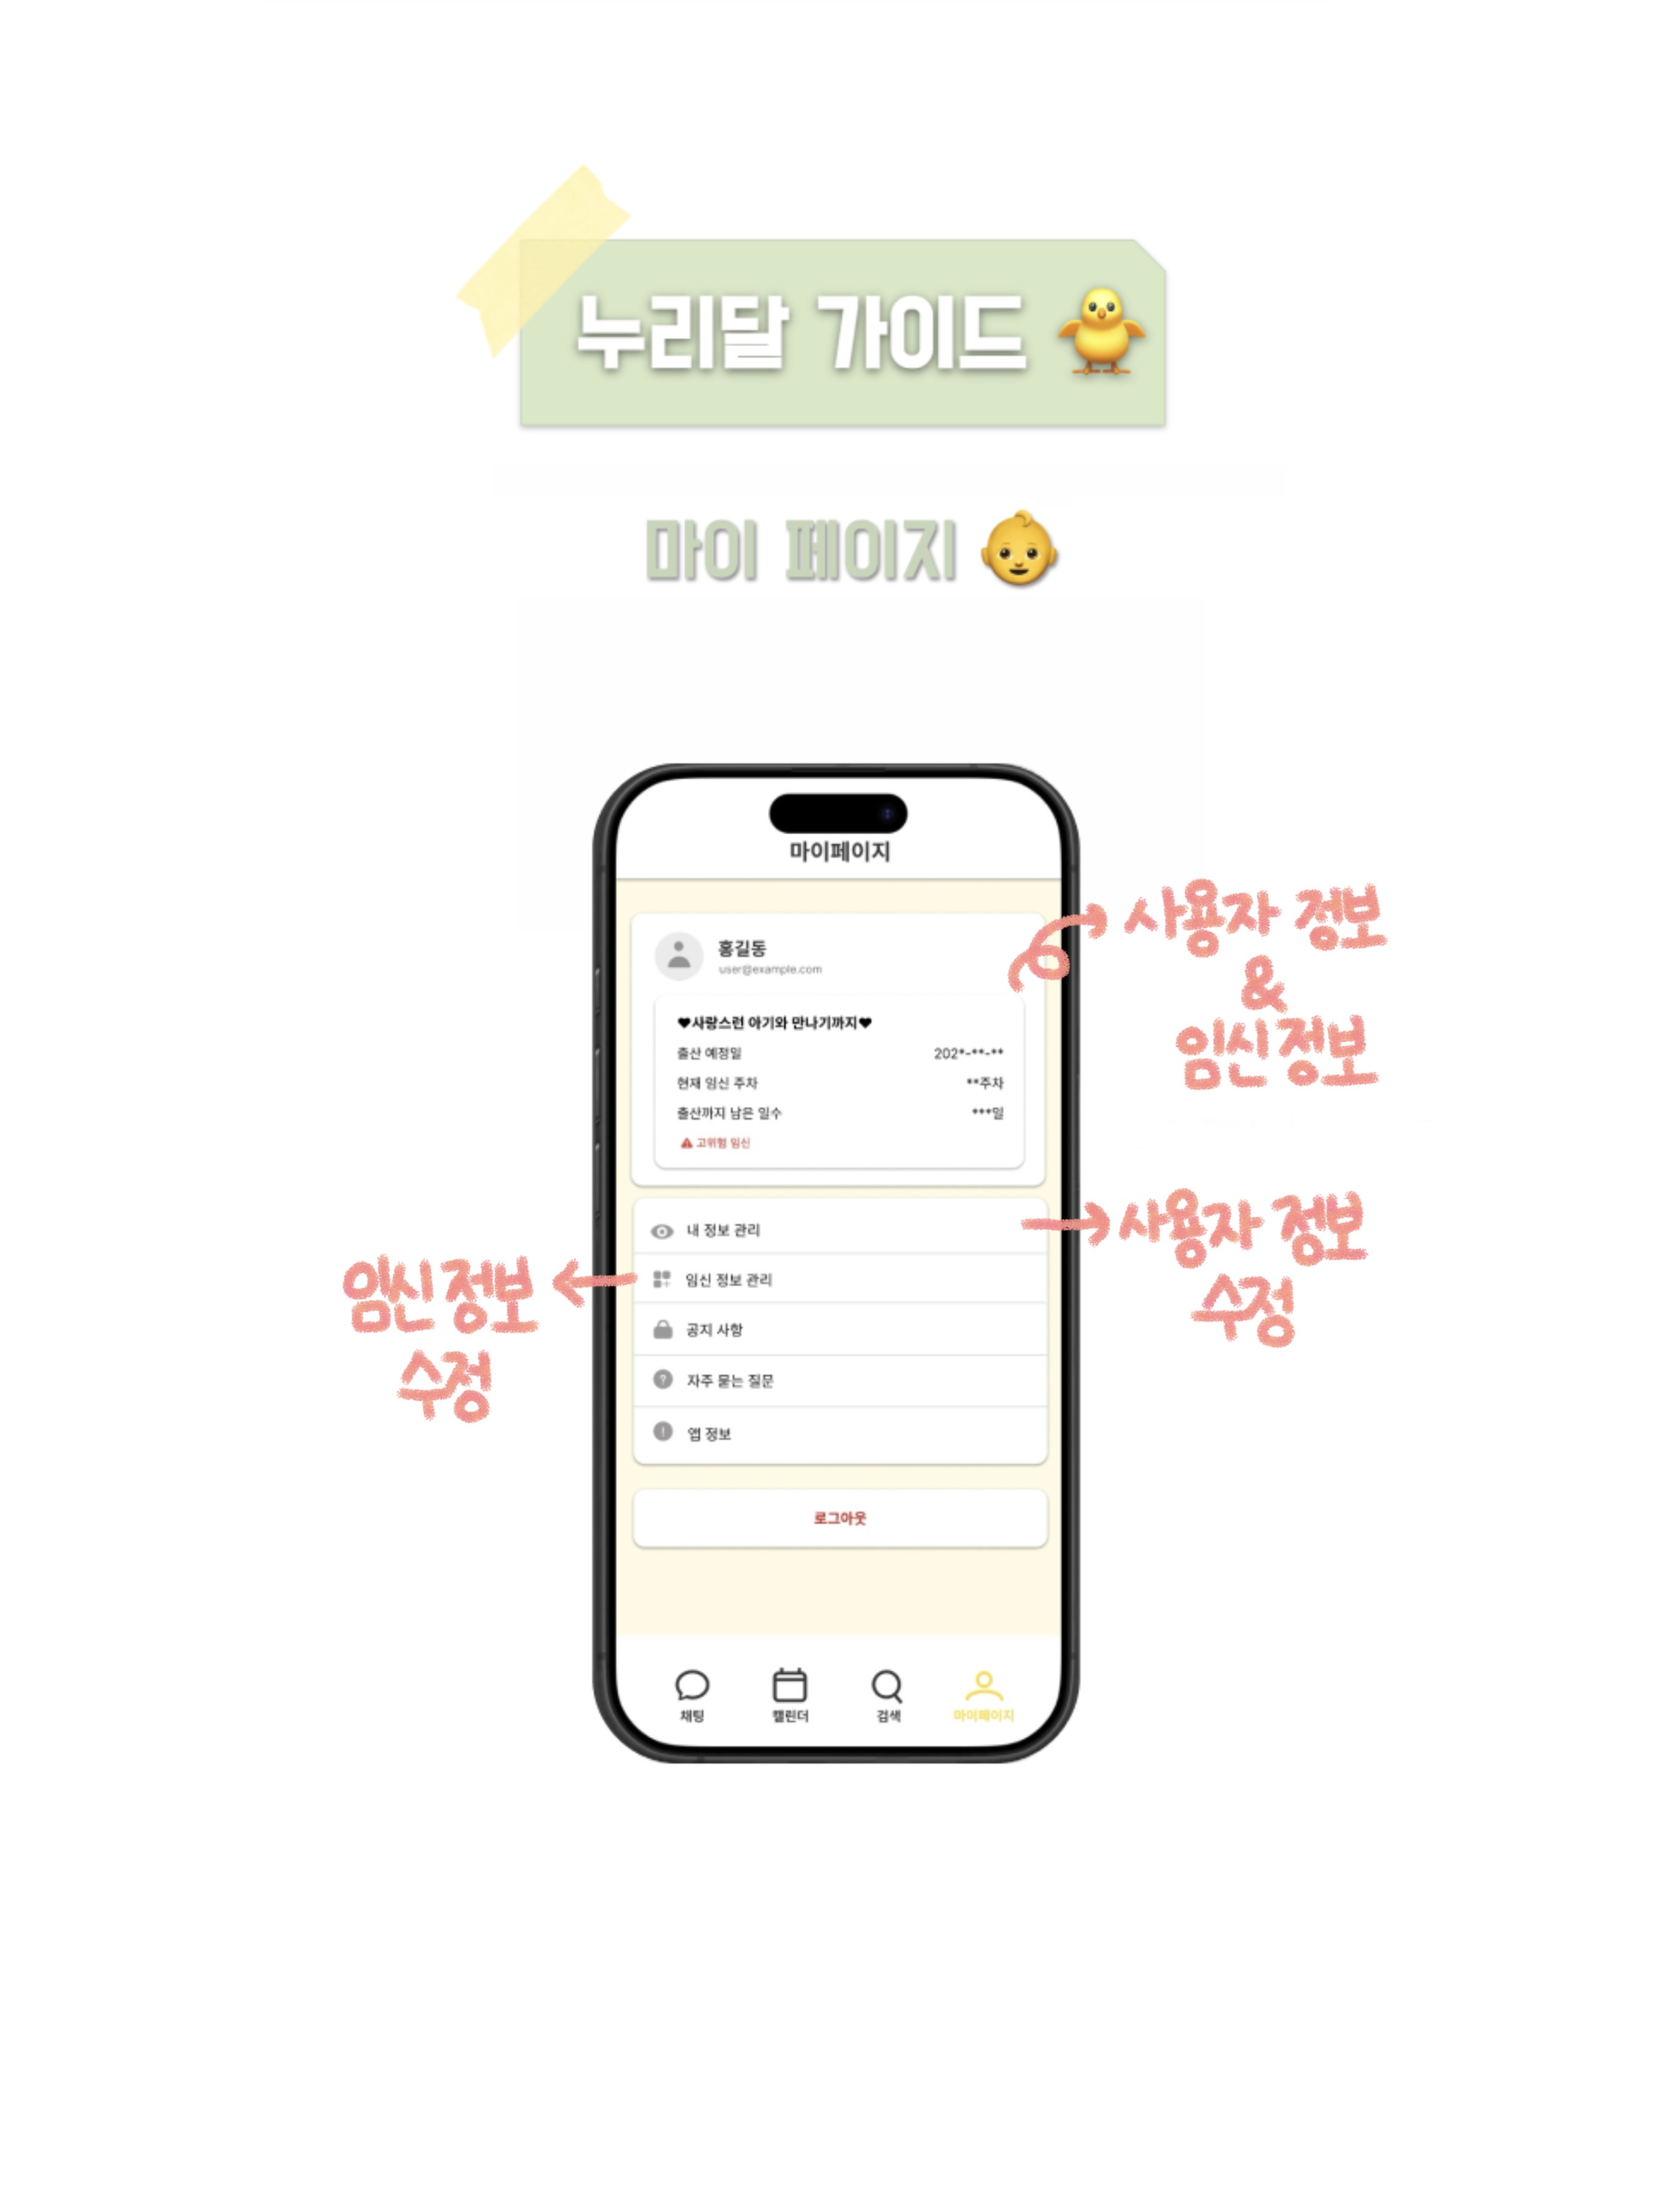 누리달 가이드
마이 페이지
마이페이지
홍길동
user@example.com
♥사랑스런 아기와 만나기까지♥
출산 예정일 202*-**-**
현재 임신 주차 **주차
출산까지 남은 일수 ***일
고위험 임신
사용자 정보
&
임신정보
내 정보 관리
사용자 정보
수정
임신 정보 관리
임신정보
수정
공지 사항
자주 묻는 질문
앱 정보
로그아웃
채팅 캘린더 검색 마이페이지